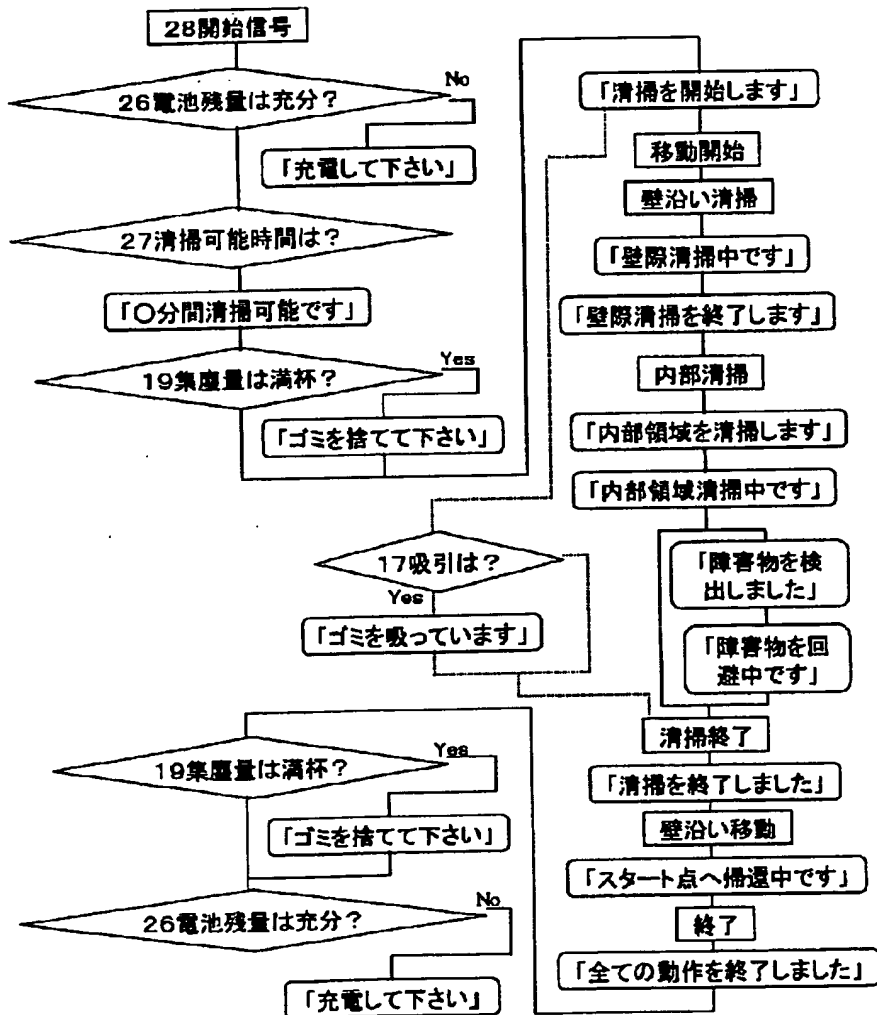 28開始信号
26電池残量は充分？
No
「充電して下さい」
27清掃可能時間は？
「〇分間清掃可能です」
19集塵量は満杯？
Yes
「ゴミを捨てて下さい」
「清掃を開始します」
移動開始
壁沿い清掃
「壁際清掃中です」
「壁際清掃を終了します」
内部清掃
「内部領域を清掃します」
「内部領域清掃中です」
「障害物を検
出しました」
「障害物を回
避中です」
17吸引は？
Yes
「ゴミを吸っています」
清掃終了
「清掃を終了しました」
壁沿い移動
「スタート点へ帰還中です」
終了
「全ての動作を終了しました」
19集塵量は満杯？
Yes
「ゴミを捨てて下さい」
26電池残量は充分？
No
「充電して下さい」